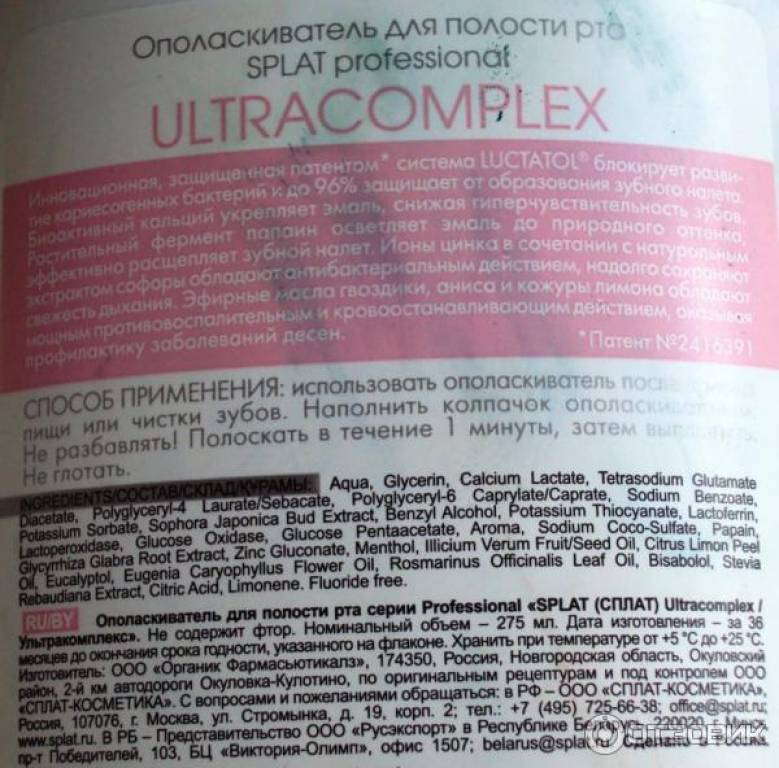 Ополаскиватель для полости рта
SPLAT professional
ULTRACOMPLEX
Инновационная, защищенная патентом* система LUCTATOL® блокирует разви-
тие кариесогенных бактерий и до 96% защищает от образования зубного налета.
Биоактивный кальций укрепляет эмаль, снижая гиперчувствительность зубов.
Растительный фермент папаин осветляет эмаль до природного оттенка,
эффективно расщепляет зубной налет. Ионы цинка в сочетании с натуральным
экстрактом софоры обладают антибактериальным действием, надолго сохраняют
свежесть дыхания. Эфирные масла гвоздики, аниса и кожуры лимона обладают
мощным противовоспалительным и кровоостанавливающим действием, оказывая
профилактику заболеваний десен.
*Патент №2416391
СПОСОБ ПРИМЕНЕНИЯ: использовать ополаскиватель после
пищи или чистки зубов. Наполнить колпачок
Не разбавлять! Полоскать в течение 1 минуты, затем
Не глотать.
INGREDIENTS/СОСТАВ/СКЛАД/ҚҰРАМЫ: Aqua, Glycerin, Calcium Lactate, Tetrasodium Glutamate
Diacetate, Polyglyceryl-4 Laurate/Sebacate, Polyglyceryl-6 Caprylate/Caprate, Sodium Benzoate,
Potassium Sorbate, Sophora Japonica Bud Extract, Benzyl Alcohol, Potassium Thiocyanate, Lactoferrin,
Lactoperoxidase, Glucose Oxidase, Glucose Pentaacetate, Aroma, Sodium Coco-Sulfate, Papain,
Glycyrrhiza Glabra Root Extract, Zinc Gluconate, Menthol, Illicium Verum Fruit/Seed Oil, Citrus Limon Peel
Oil, Eucalyptol, Eugenia Caryophyllus Flower Oil, Rosmarinus Officinalis Leaf Oil, Bisabolol, Stevia
Rebaudiana Extract, Citric Acid, Limonene. Fluoride free.
RU/BY Ополаскиватель для полости рта серии Professional «SPLAT (СПЛАТ) Ultracomplex /
Ультракомплекс». Не содержит фтор. Номинальный объем – 275 мл. Дата изготовления – за 36
месяцев до окончания срока годности, указанного на флаконе. Хранить при температуре от +5 °С до +25 °С.
Изготовитель: ООО «Органик Фармасьютикалз», 174350, Россия, Новгородская область, Окуловский
район, 2-й км автодороги Окуловка-Кулотино, по оригинальным рецептурам и под контролем ООО
«СПЛАТ-КОСМЕТИКА». С вопросами и пожеланиями обращаться: в РФ – ООО «СПЛАТ-КОСМЕТИКА»,
Россия, 107076, г. Москва, ул. Стромынка, д. 19, корп. 2; тел.: +7 (495) 725-66-38; office@splat.ru;
www.splat.ru. В РБ – Представительство ООО «Русэкспорт» в Республике Беларусь, 220020, г. Минск,
пр-т Победителей, 103, БЦ «Виктория-Олимп», офис 1507; belarus@splat.ru Сделано в России
ОТЗОВИК